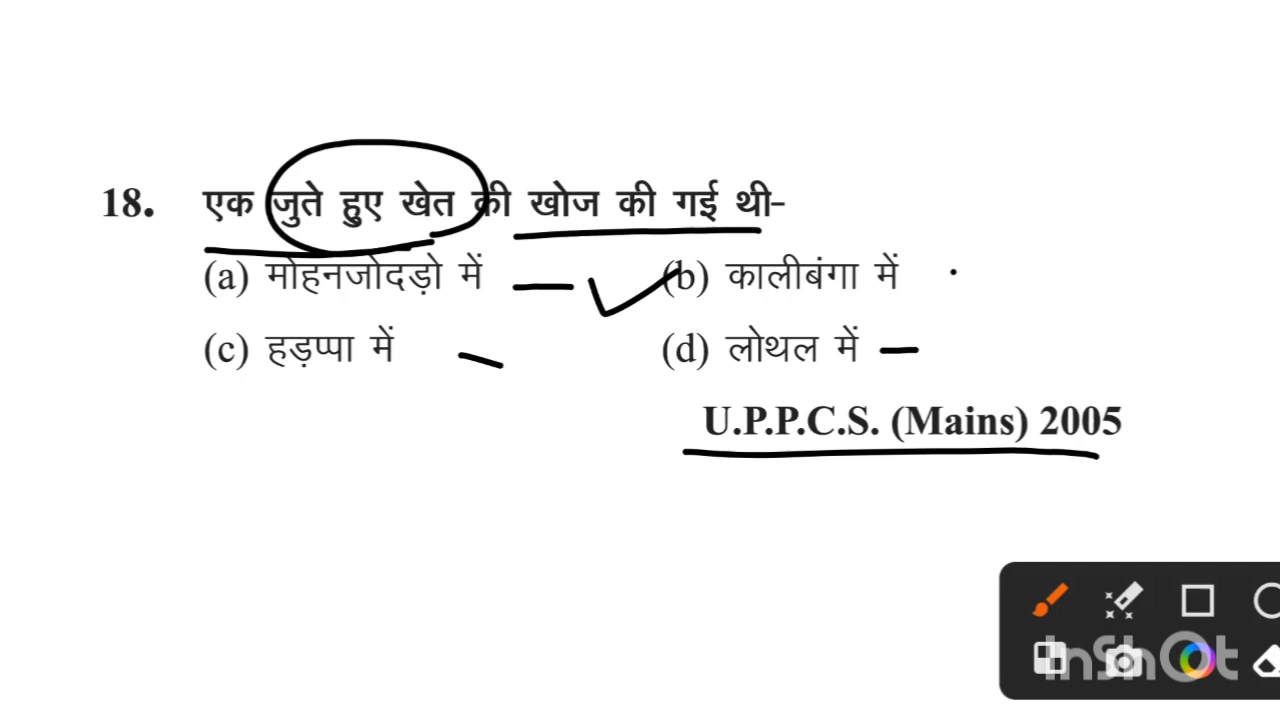 18. एक जुते हुए खेत की खोज की गई थी-
(a) मोहनजोदड़ो में (b) कालीबंगा में
(c) हड़प्पा में (d) लोथल में
U.P.P.C.S. (Mains) 2005
InShOt